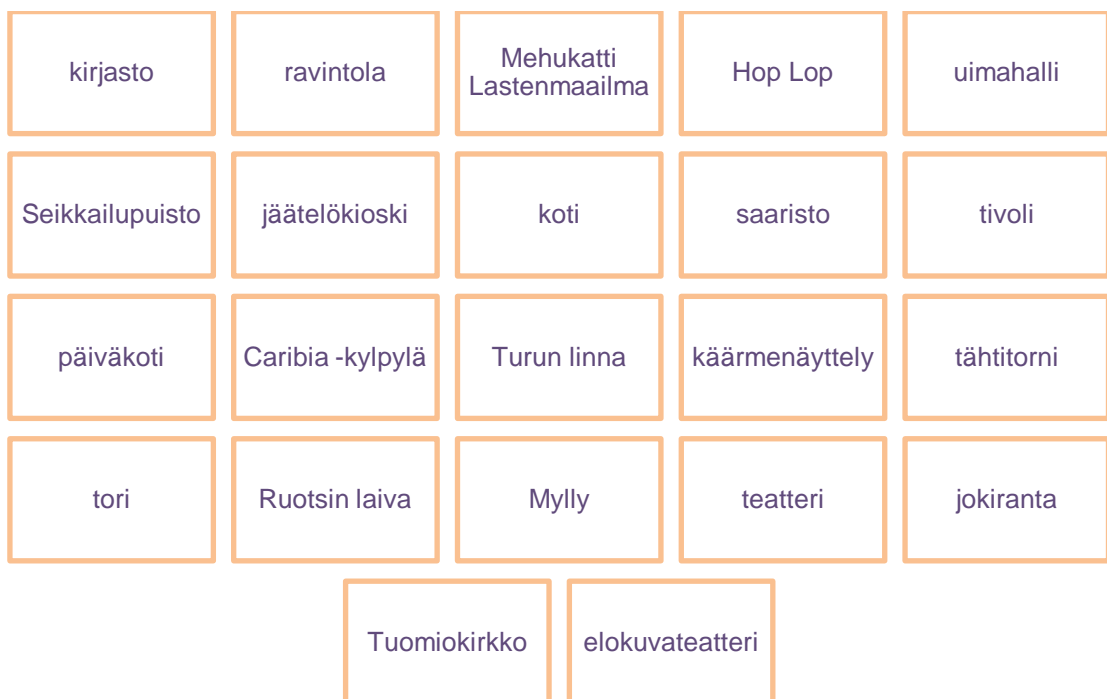 kirjasto
ravintola
Mehukatti
Lastenmaailma
Hop Lop
uimahalli
Seikkailupuisto
jäätelökioski
koti
saaristo
tivoli
päiväkoti
Caribia -kylpylä
Turun linna
käärmenäyttely
tähtitorni
tori
Ruotsin laiva
Mylly
teatteri
jokiranta
Tuomiokirkko
elokuvateatteri